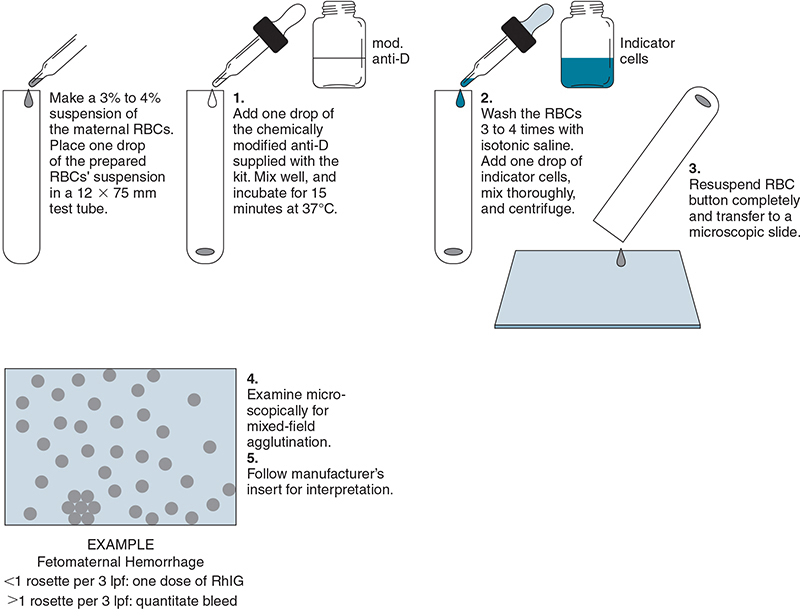 mod.
anti-D
Indicator
cells
Make a 3% to 4%
suspension of
the maternal RBCs.
Place one drop
of the prepared
RBCs' suspension
in a 12 × 75 mm
test tube.
1.
Add one drop of
the chemically
modified anti-D
supplied with the
kit. Mix well, and
incubate for 15
minutes at 37°C.
2.
Wash the RBCs
3 to 4 times with
isotonic saline.
Add one drop of
indicator cells,
mix thoroughly,
and centrifuge.
3.
Resuspend RBC
button completely
and transfer to a
microscopic slide.
4.
Examine micro-
scopically for
mixed-field
agglutination.
5.
Follow manufacturer's
insert for interpretation.
EXAMPLE
Fetomaternal Hemorrhage
<1 rosette per 3 lpf: one dose of RhIG
>1 rosette per 3 lpf: quantitate bleed